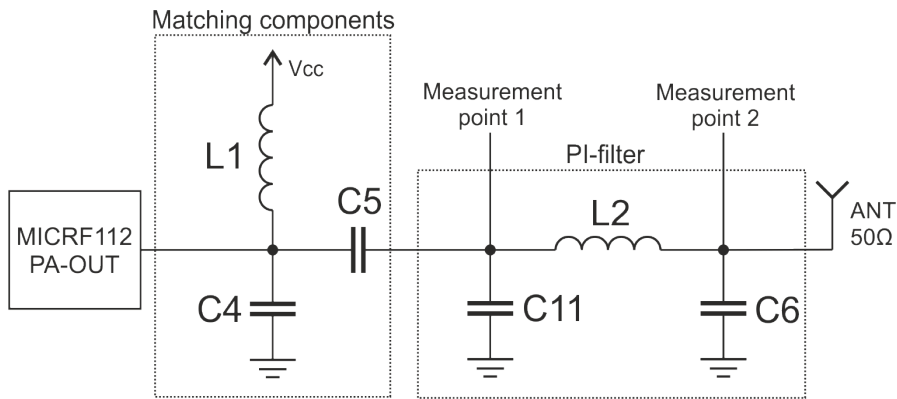 Matching components
Vcc
L1
C5
C4
MICRF112
PA-OUT
Measurement
point 1
Measurement
point 2
PI-filter
L2
C11
C6
ANT
50Ω